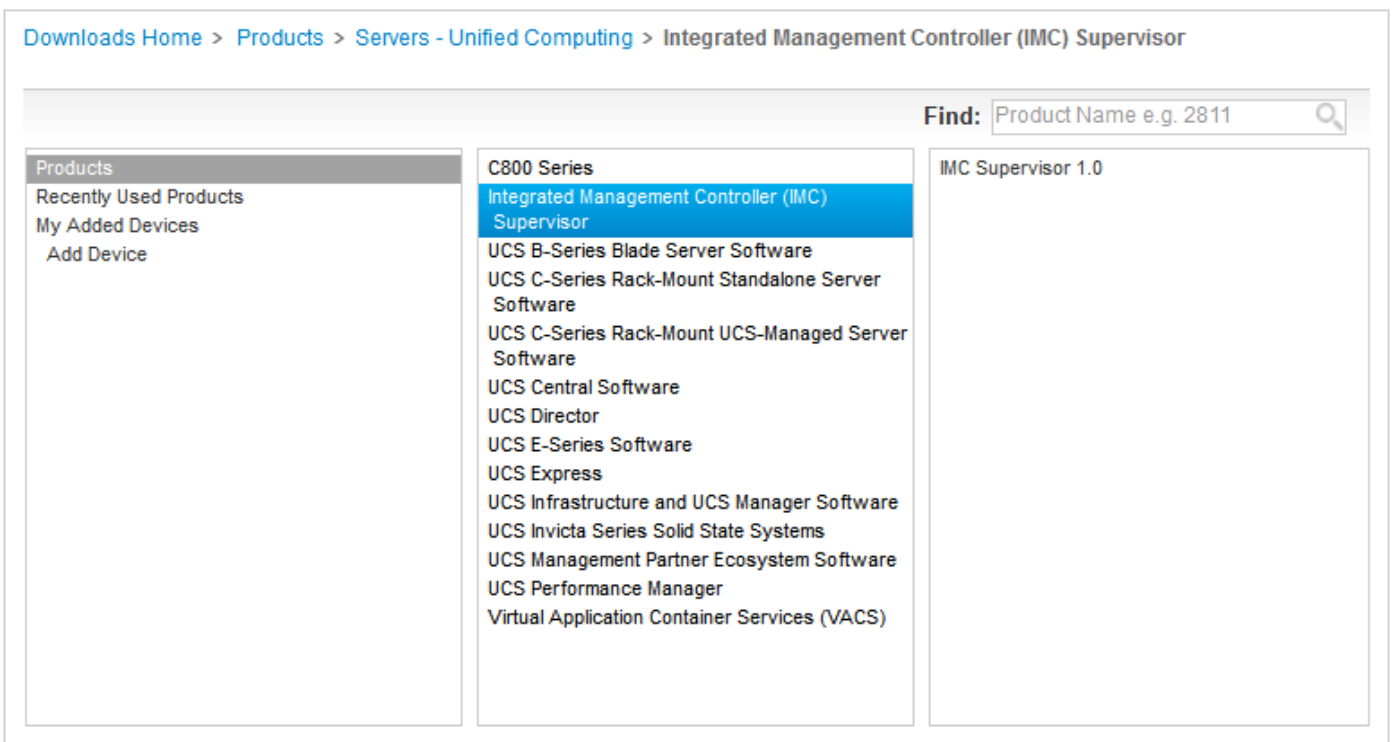 Downloads Home > Products > Servers - Unified Computing > Integrated Management Controller (IMC) Supervisor
Find: Product Name e.g. 2811
Products
Recently Used Products
My Added Devices
Add Device
C800 Series
Integrated Management Controller (IMC)
Supervisor
UCS B-Series Blade Server Software
UCS C-Series Rack-Mount Standalone Server
Software
UCS C-Series Rack-Mount UCS-Managed Server
Software
UCS Central Software
UCS Director
UCS E-Series Software
UCS Express
UCS Infrastructure and UCS Manager Software
UCS Invicta Series Solid State Systems
UCS Management Partner Ecosystem Software
UCS Performance Manager
Virtual Application Container Services (VACS)
IMC Supervisor 1.0